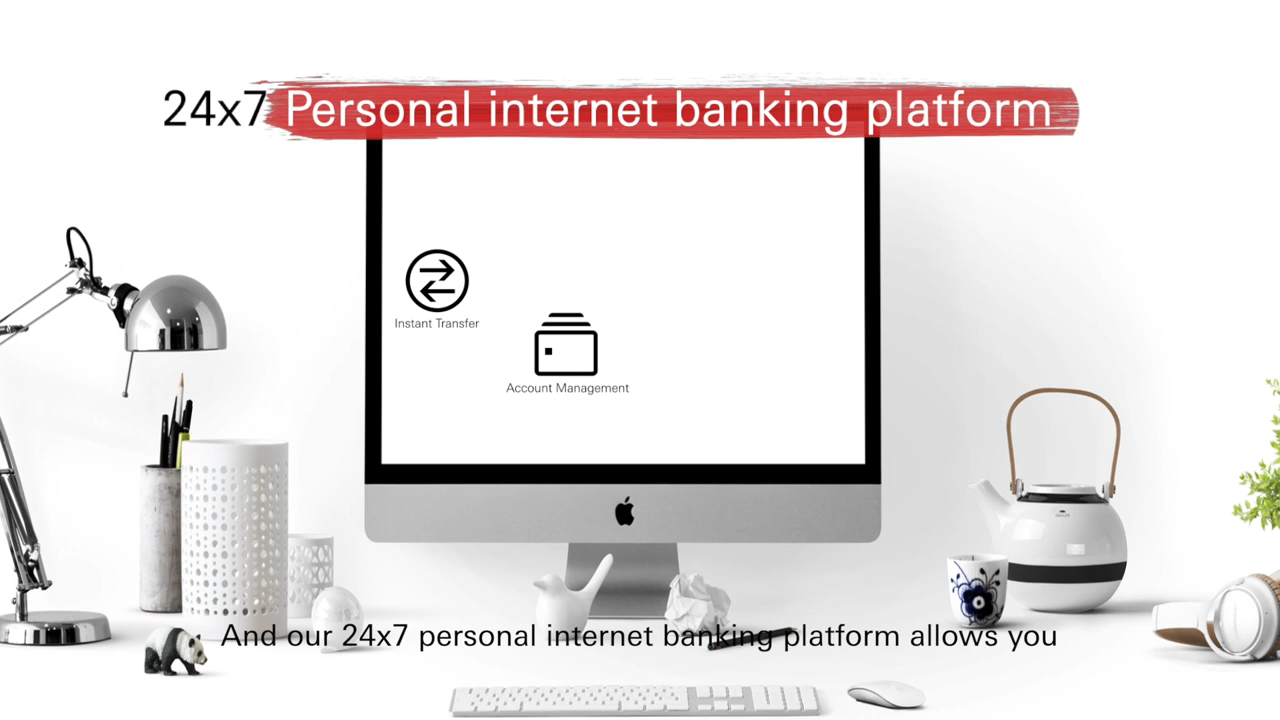 24x7 Personal internet banking platform
Instant Transfer
Account Management
And our 24x7 personal internet banking platform allows you